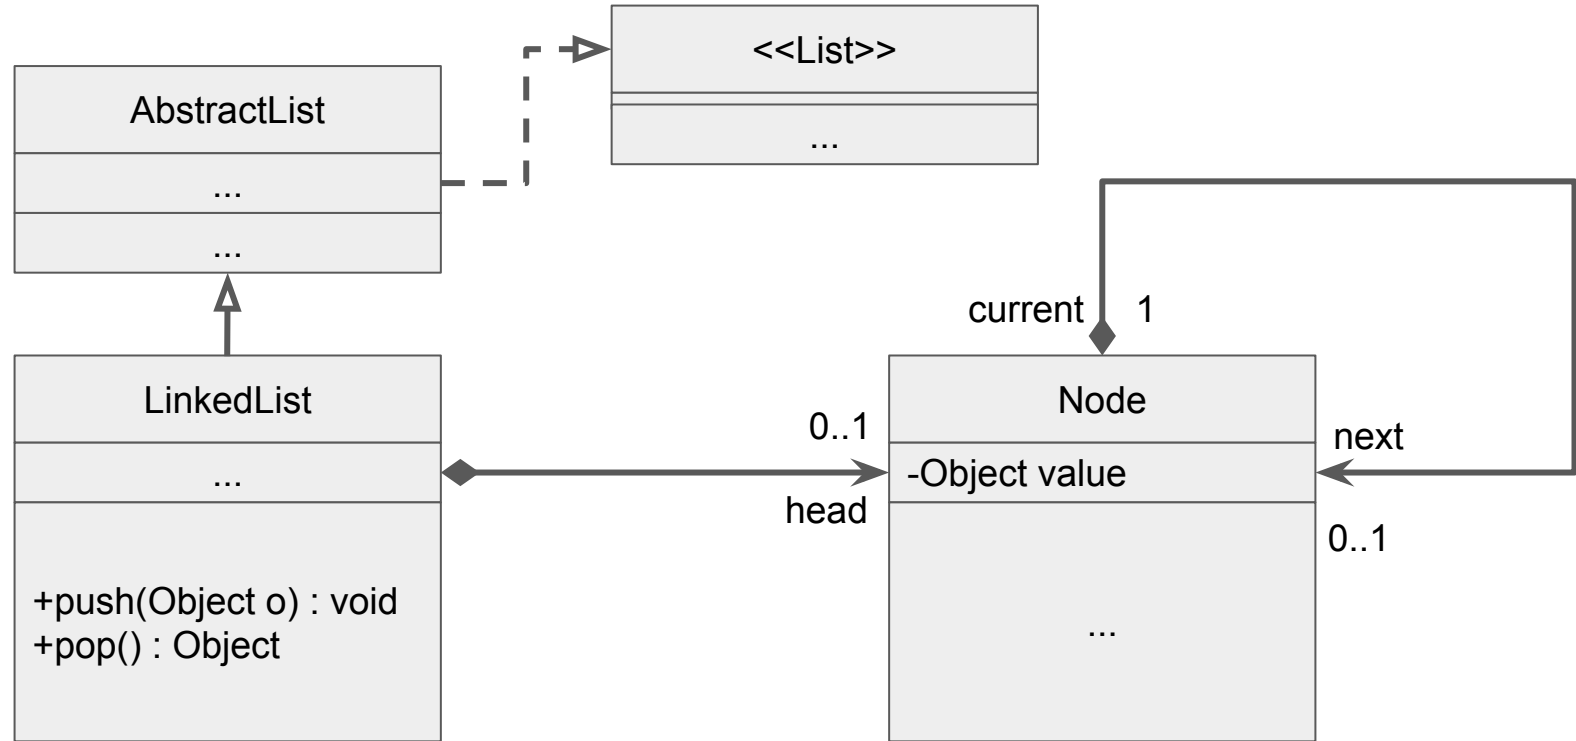 <<List>>
...
AbstractList
...
...
current 1
LinkedList
...
+push(Object o) : void
+pop() : Object
0..1
head
Node
-Object value
...
next
0..1